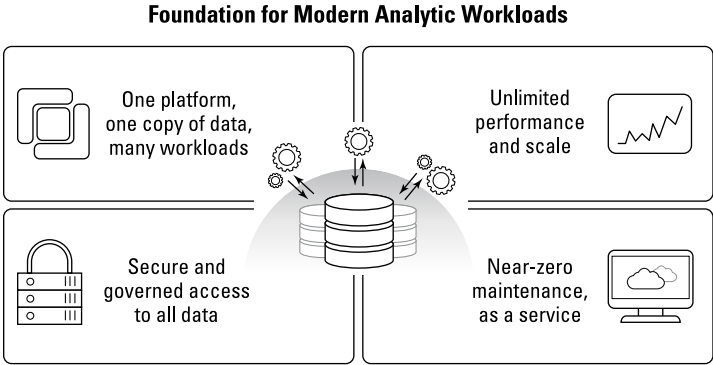 Foundation for Modern Analytic Workloads
One platform,
one copy of data,
many workloads
Unlimited
performance
and scale
Secure and
governed access
to all data
Near-zero
maintenance,
as a service